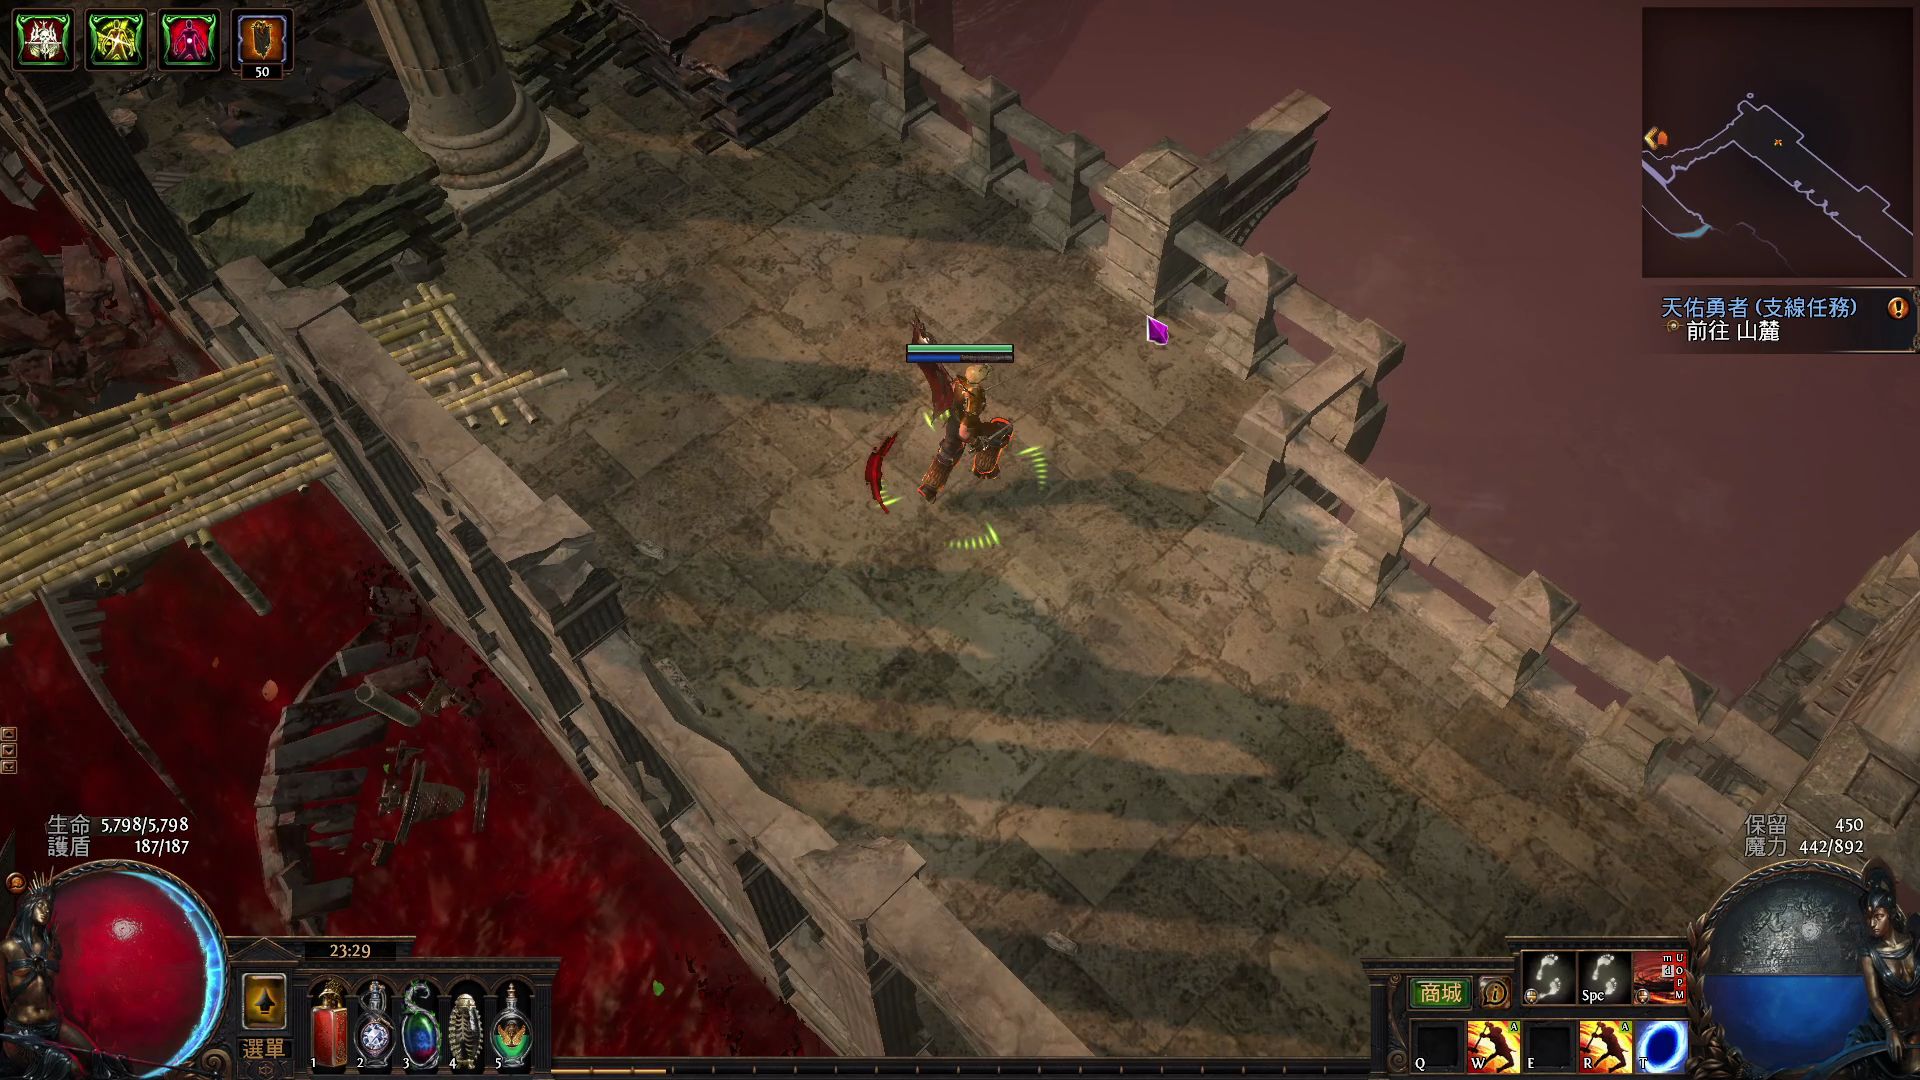 50
天佑勇者 (支線任務)
前往 山麓
生命 5,798/5,798
護盾 187/187
保留 450
魔力 442/892
23:29
選單
1
2
3
4
5
商城
Spc
Q
W
A
E
R
A
T